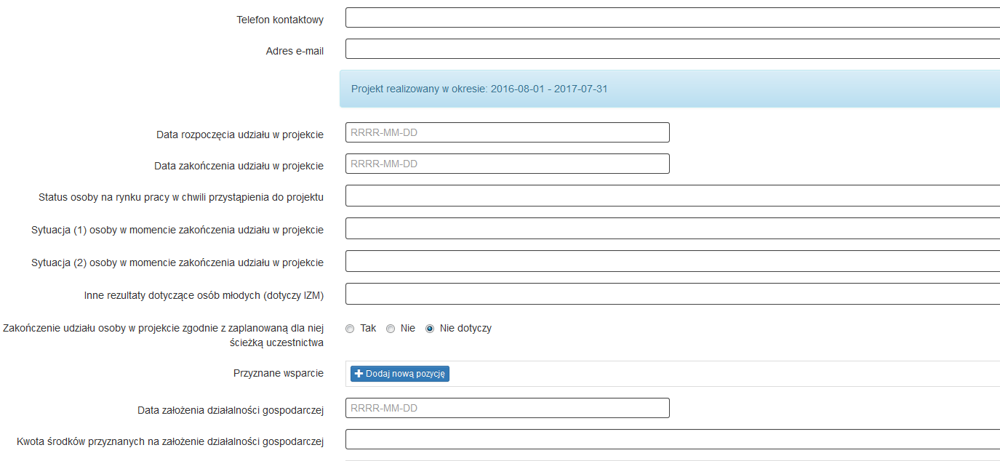 Telefon kontaktowy
Adres e-mail
Projekt realizowany w okresie: 2016-08-01 - 2017-07-31
Data rozpoczęcia udziału w projekcie RRRR-MM-DD
Data zakończenia udziału w projekcie RRRR-MM-DD
Status osoby na rynku pracy w chwili przystąpienia do projektu
Sytuacja (1) osoby w momencie zakończenia udziału w projekcie
Sytuacja (2) osoby w momencie zakończenia udziału w projekcie
Inne rezultaty dotyczące osób młodych (dotyczy IZM)
Zakończenie udziału osoby w projekcie zgodnie z zaplanowaną dla niej Tak Nie Nie dotyczy
ścieżką uczestnictwa
Przyznane wsparcie Dodaj nową pozycję
Data założenia działalności gospodarczej RRRR-MM-DD
Kwota środków przyznanych na założenie działalności gospodarczej